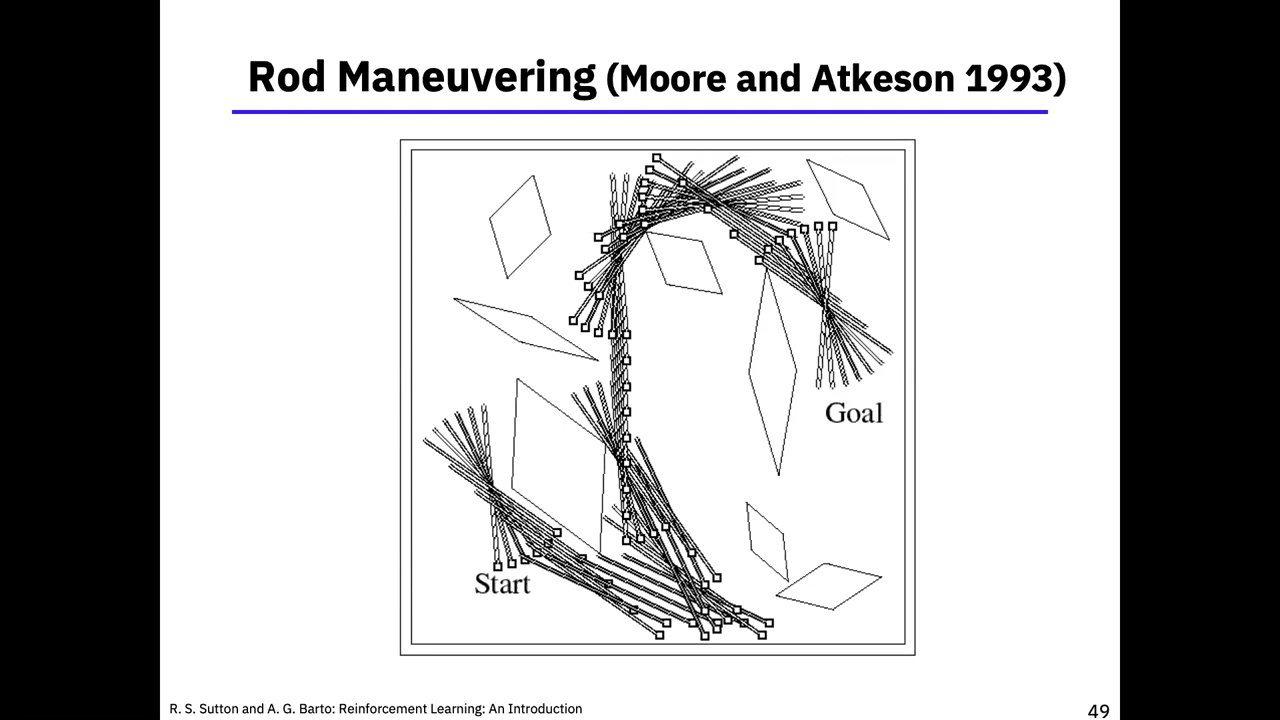 Rod Maneuvering (Moore and Atkeson 1993)
Goal
Start
R. S. Sutton and A. G. Barto: Reinforcement Learning: An Introduction
49